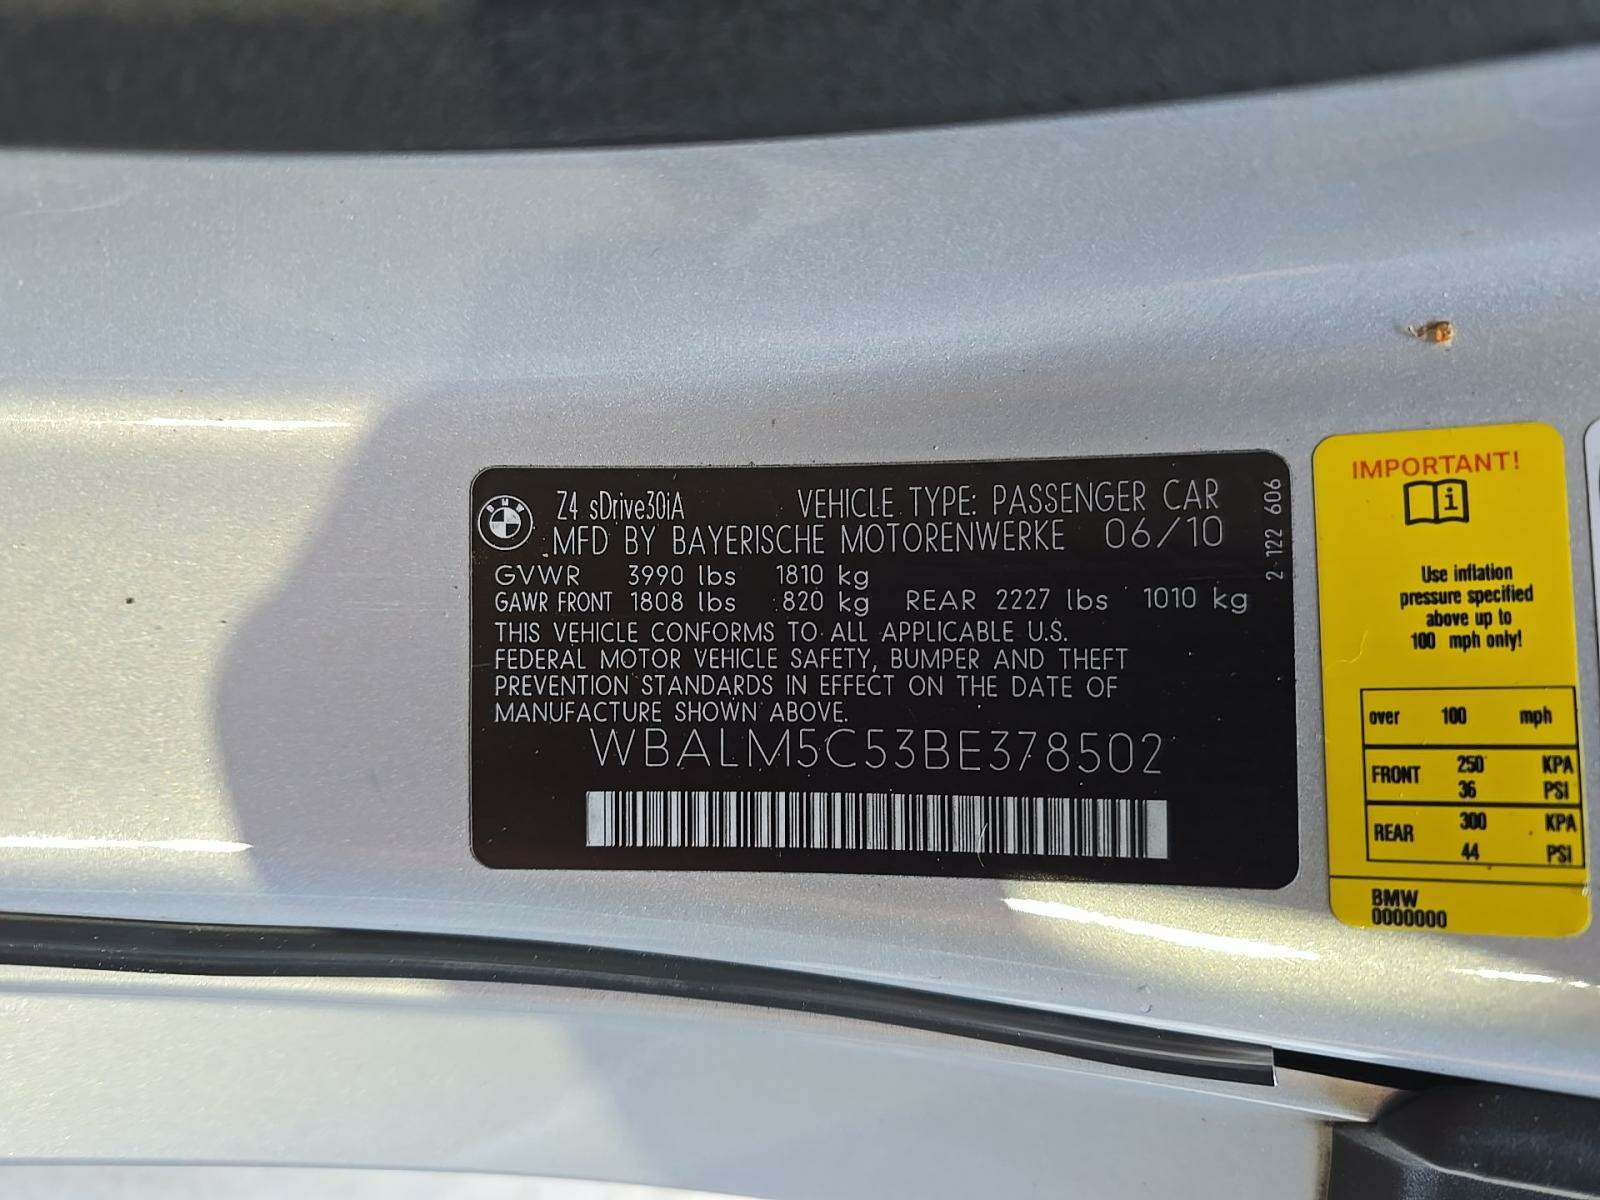 BMW
Z4 sDrive30iA VEHICLE TYPE: PASSENGER CAR
MFD BY BAYERISCHE MOTORENWERKE 06/10
GVWR 3990 lbs 1810 kg
GAWR FRONT 1808 lbs 820 kg REAR 2227 lbs 1010 kg
THIS VEHICLE CONFORMS TO ALL APPLICABLE U.S.
FEDERAL MOTOR VEHICLE SAFETY, BUMPER AND THEFT
PREVENTION STANDARDS IN EFFECT ON THE DATE OF
MANUFACTURE SHOWN ABOVE.
WBALM5C53BE378502
2 122 606
IMPORTANT!
i
Use inflation
pressure specified
above up to
100 mph only!
over 100 mph
FRONT 250 KPA
36 PSI
REAR 300 KPA
44 PSI
BMW
0000000